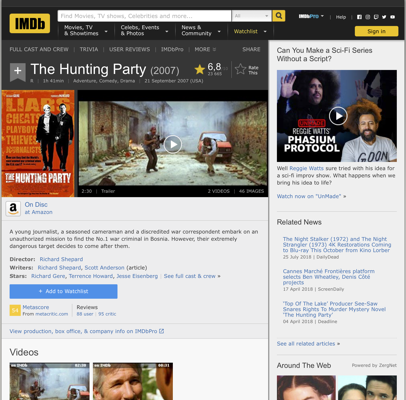 IMDb
Find Movies, TV shows, Celebrities and more...
All
IMDbPro
Help
Movies, TV
& Showtimes
Celebs, Events
& Photos
News &
Community
Watchlist
Sign in
FULL CAST AND CREW | TRIVIA | USER REVIEWS | IMDbPro | MORE
SHARE
The Hunting Party (2007)
6,8
Rate
This
1h 41min | Adventure, Comedy, Drama | 21 September 2007 (USA)
LIARS
CHEATS
PLAYBOYS
THIEVES
JOURNALISTS
THE HUNTING PARTY
2:30 | Trailer
2 VIDEOS | 46 IMAGES
a
On Disc
at Amazon
A young journalist, a seasoned cameraman and a discredited war correspondent embark on an
unauthorized mission to find the No.1 war criminal in Bosnia. However, their extremely
dangerous target decides to come after them.
Director: Richard Shepard
Writers: Richard Shepard, Scott Anderson (article)
Stars: Richard Gere, Terrence Howard, Jesse Eisenberg | See full cast & crew »
+ Add to Watchlist
Metascore
From metacritic.com
Reviews
88 user | 95 critic
View production, box office, & company info on IMDbPro
Videos
Can You Make a Sci-Fi Series
Without a Script?
REGGIE WATTS'
PHASIUM
PROTOCOL
Well Reggie Watts sure tried with his idea for
a sci-fi improv show. What happens when we
bring his idea to life?
Watch now on "UnMade" »
Related News
The Night Stalker (1972) and The Night
Strangler (1973) 4K Restorations Coming
to Blu-ray This October from Kino Lorber
25 July 2018 | DailyDead
Cannes Marché Frontières platform
selects Ben Wheatley, Denis Côté
projects
17 April 2018 | ScreenDaily
'Top Of The Lake' Producer See-Saw
Snares Rights To Murder Mystery Novel
'The Hunting Party'
04 April 2018 | Deadline
See all related articles »
Around The Web
Powered by ZergNet